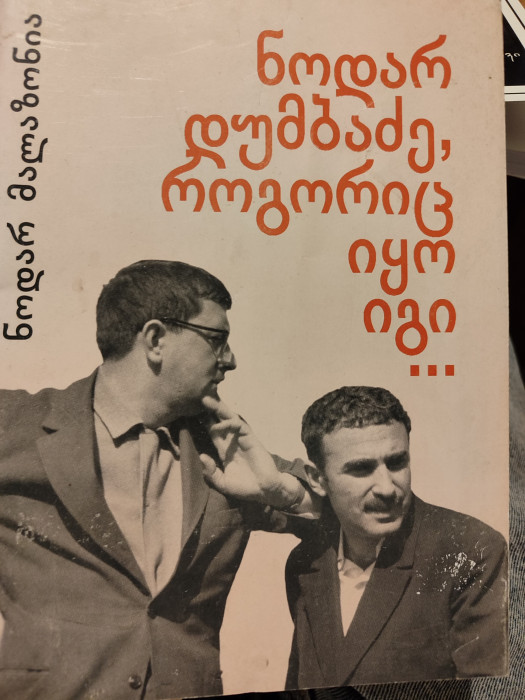 ნოდარ მალაზონია
ნოდარ
დუმბაძე,
როგორიც
იყო
იგი
...